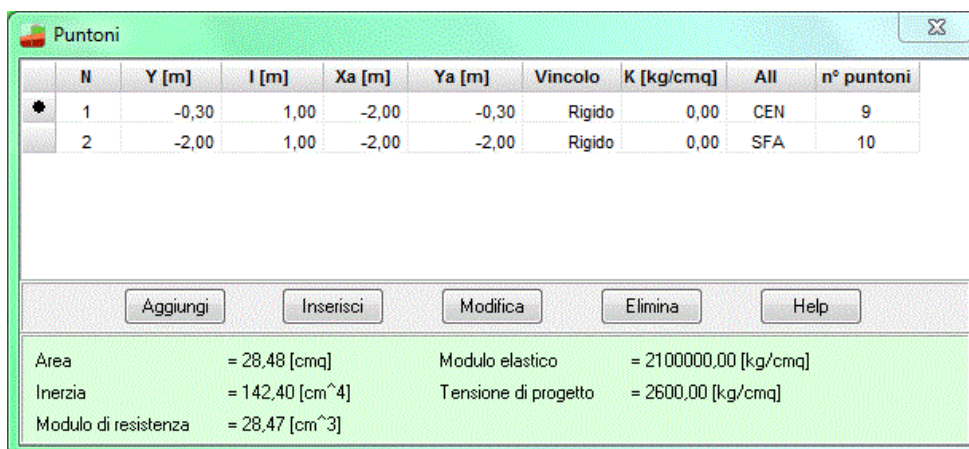 Puntoni
N Y [m] I [m] Xa [m] Ya [m] Vincolo K [kg/cmq] All n° puntoni
1 -0,30 1,00 -2,00 -0,30 Rigido 0,00 CEN 9
2 -2,00 1,00 -2,00 -2,00 Rigido 0,00 SFA 10
Aggiungi Inserisci Modifica Elimina Help
Area = 28,48 [cmq] Modulo elastico = 2100000,00 [kg/cmq]
Inerzia = 142,40 [cm^4] Tensione di progetto = 2600,00 [kg/cmq]
Modulo di resistenza = 28,47 [cm^3]